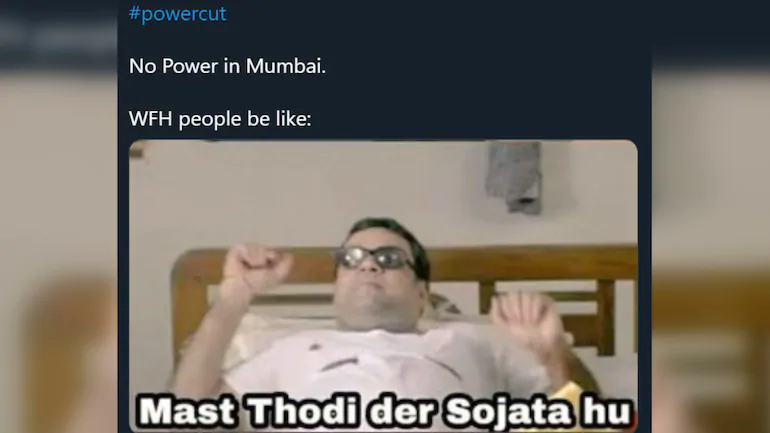 #powercut
No Power in Mumbai.
WFH people be like:
Mast Thodi der Sojata hu